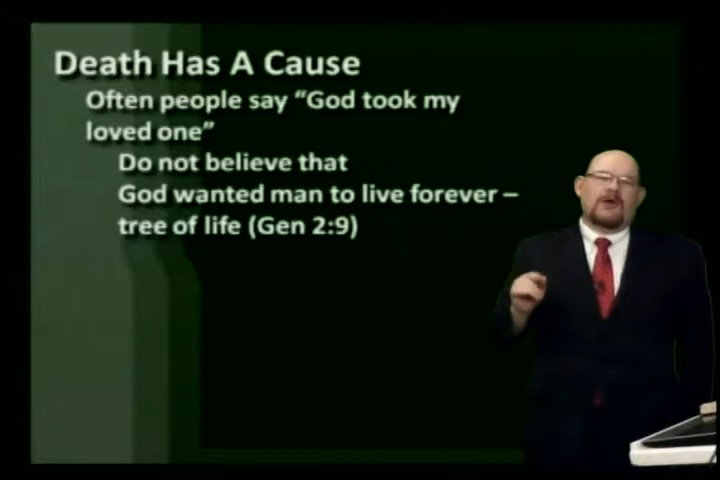 Death Has A Cause
Often people say “God took my
loved one”
Do not believe that
God wanted man to live forever –
tree of life (Gen 2:9)